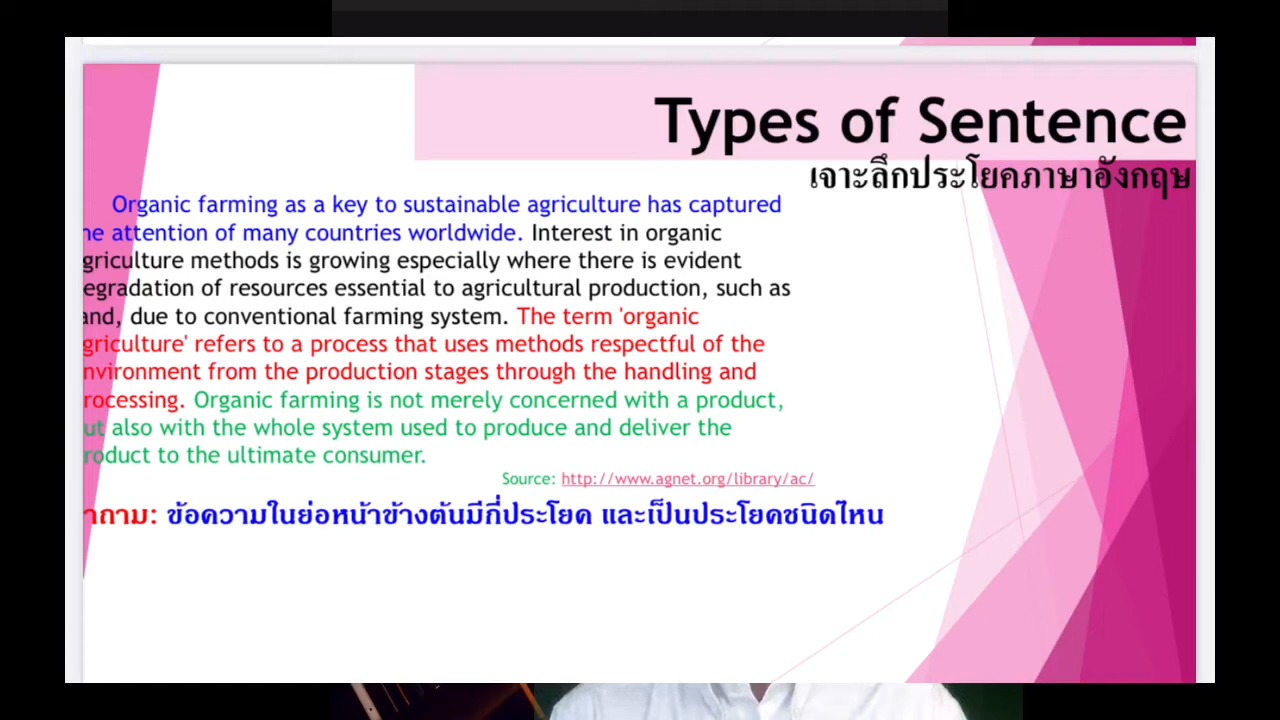 Types of Sentence
เจาะลึกประโยคภาษาอังกฤษ
Organic farming as a key to sustainable agriculture has captured
he attention of many countries worldwide. Interest in organic
griculture methods is growing especially where there is evident
egradation of resources essential to agricultural production, such as
and, due to conventional farming system. The term 'organic
griculture' refers to a process that uses methods respectful of the
nvironment from the production stages through the handling and
rocessing. Organic farming is not merely concerned with a product,
ut also with the whole system used to produce and deliver the
roduct to the ultimate consumer.
Source: http://www.agnet.org/library/ac/
าถาม: ข้อความในย่อหน้าข้างต้นมีกี่ประโยค และเป็นประโยคชนิดไหน